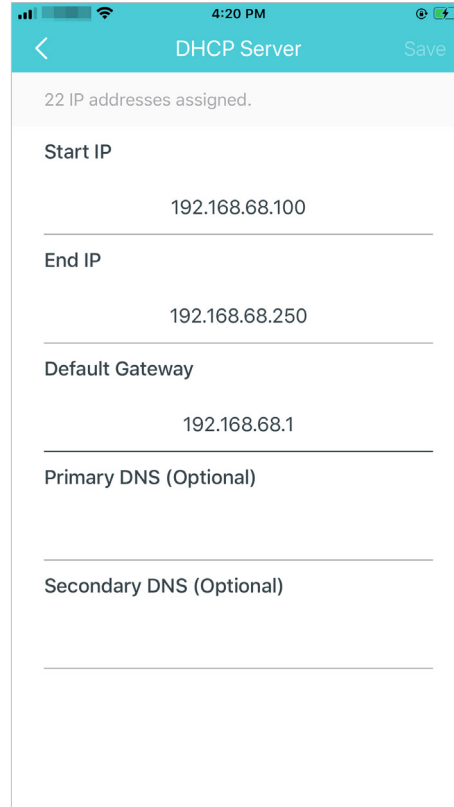 4:20 PM
DHCP Server
Save
22 IP addresses assigned.
Start IP
192.168.68.100
End IP
192.168.68.250
Default Gateway
192.168.68.1
Primary DNS (Optional)
Secondary DNS (Optional)